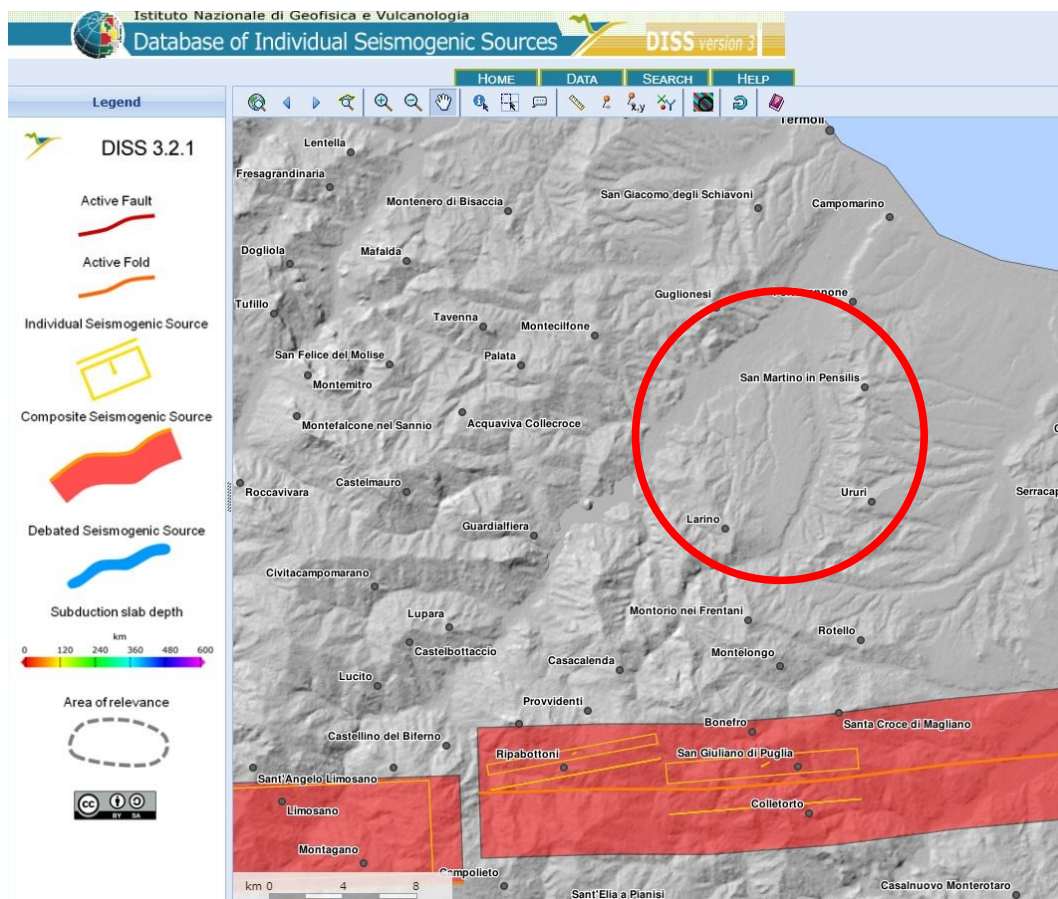 Istituto Nazionale di Geofisica e Vulcanologia
Database of Individual Seismogenic Sources
DISS version 3
HOME DATA SEARCH HELP
Legend
DISS 3.2.1
Active Fault
Active Fold
Individual Seismogenic Source
Composite Seismogenic Source
Debated Seismogenic Source
Subduction slab depth
km
0 120 240 360 480 600
Area of relevance
CC BY SA
x,y
Termoli
Lentella
Fresagrandinaria
Montenero di Bisaccia
San Giacomo degli Schiavoni
Campomarino
Dogliola
Mafalda
Guglionesi
Tufillo
Tavenna
Montecilfone
San Felice del Molise
Palata
Montemitro
San Martino in Pensilis
Montefalcone nel Sannio
Acquaviva Collecroce
Roccavivara
Castelmauro
Ururi
Serracap
Guardialfiera
Larino
Civitacampomarano
Lupara
Montorio nei Frentani
Rotello
Castelbottaccio
Casacalenda
Montelongo
Lucito
Provvidenti
Castellino del Biferno
Bonefro
Santa Croce di Magliano
Ripabottoni
San Giuliano di Puglia
Sant'Angelo Limosano
Limosano
Colletorto
Montagano
Campolieto
km 0 4 8
Sant'Elia a Pianisi
Casalnuovo Monterotaro